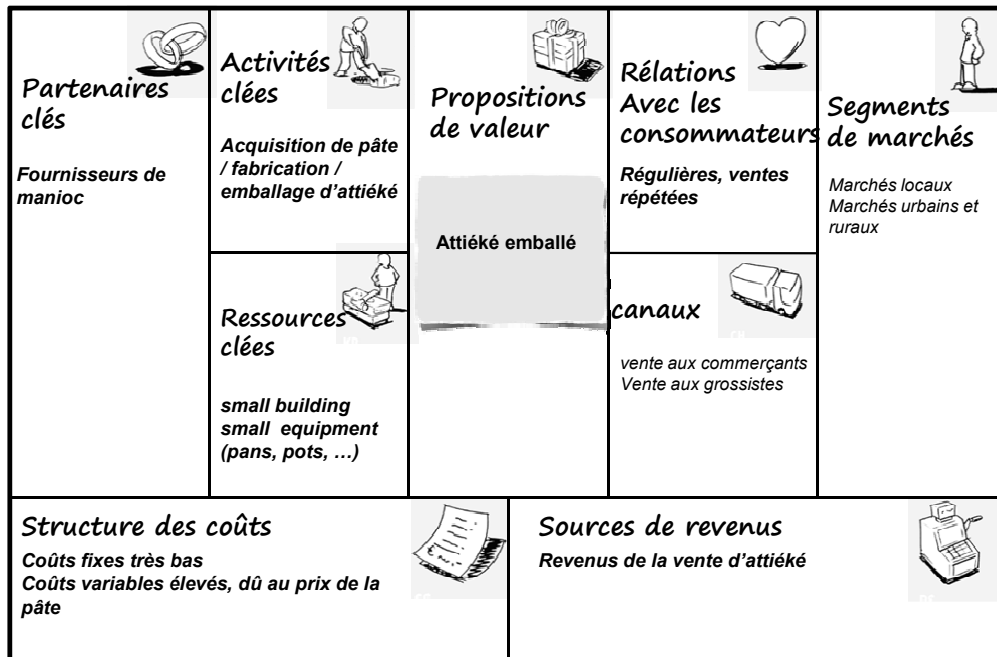 Partenaires
clés
Fournisseurs de
manioc
Activités
clées
Acquisition de pâte
/ fabrication /
emballage d'attiéké
Ressources
clées
small building
small equipment
(pans, pots, …)
Propositions
de valeur
Attiéké emballé
Rélations
Avec les
consommateurs
Régulières, ventes
répétées
canaux
vente aux commerçants
Vente aux grossistes
Segments
de marchés
Marchés locaux
Marchés urbains et
ruraux
Structure des coûts
Coûts fixes très bas
Coûts variables élevés, dû au prix de la
pâte
Sources de revenus
Revenus de la vente d'attiéké